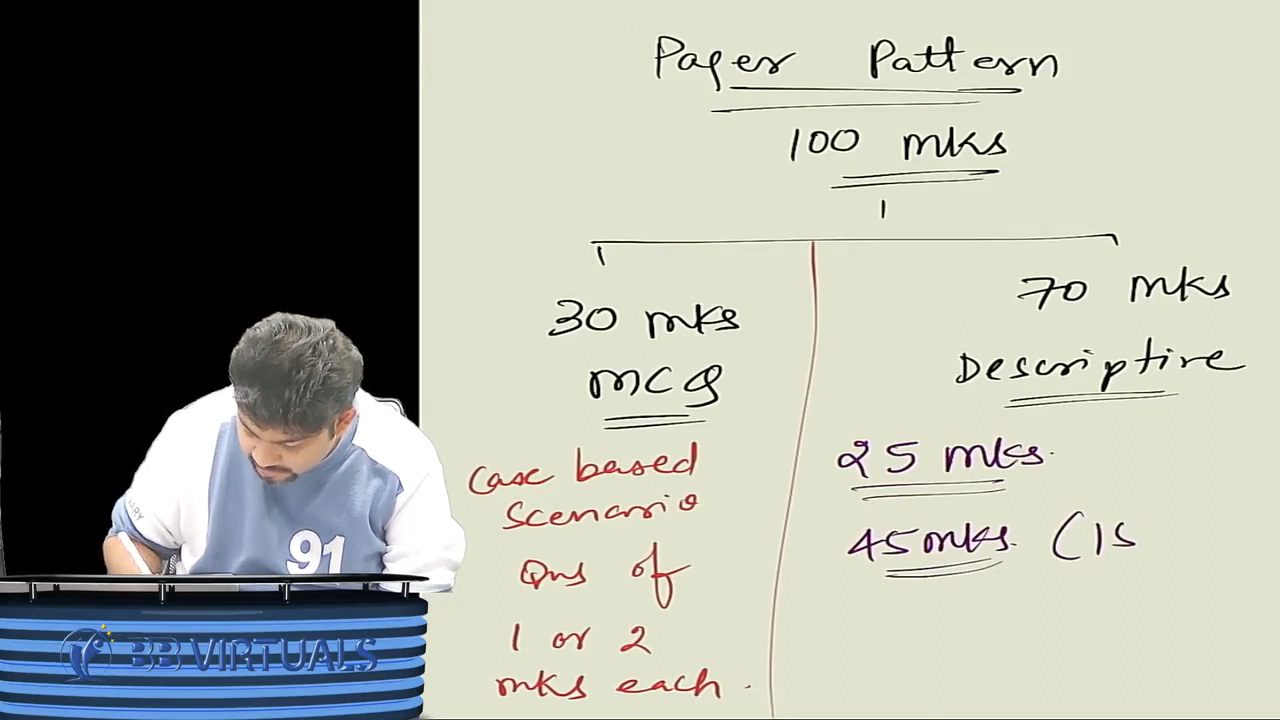 Paper Pattern
100 mks
30 mks
MCQ
Case based
Scenario
Qns of
1 or 2
mks each.
70 mks
Descriptive
25 mks.
45 mks. (15
91
BB VIRTUALS